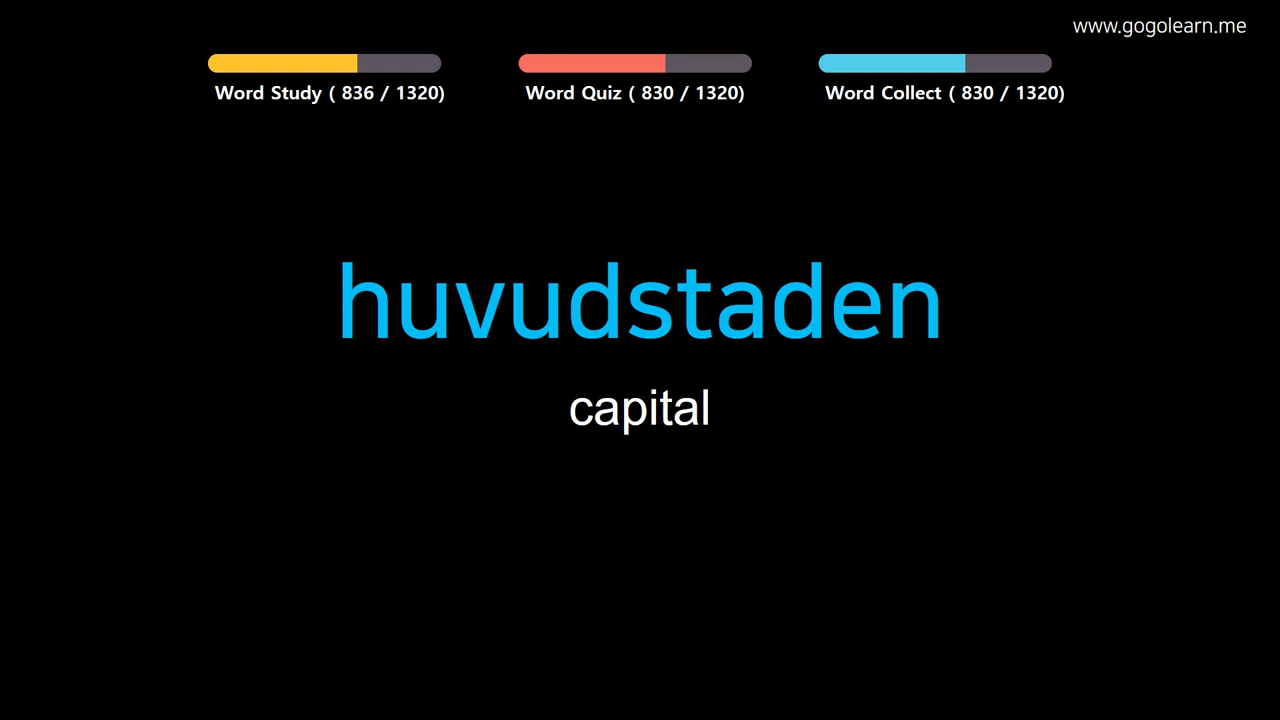 www.gogolearn.me
Word Study ( 836 / 1320)
Word Quiz ( 830 / 1320)
Word Collect ( 830 / 1320)
huvudstaden
capital